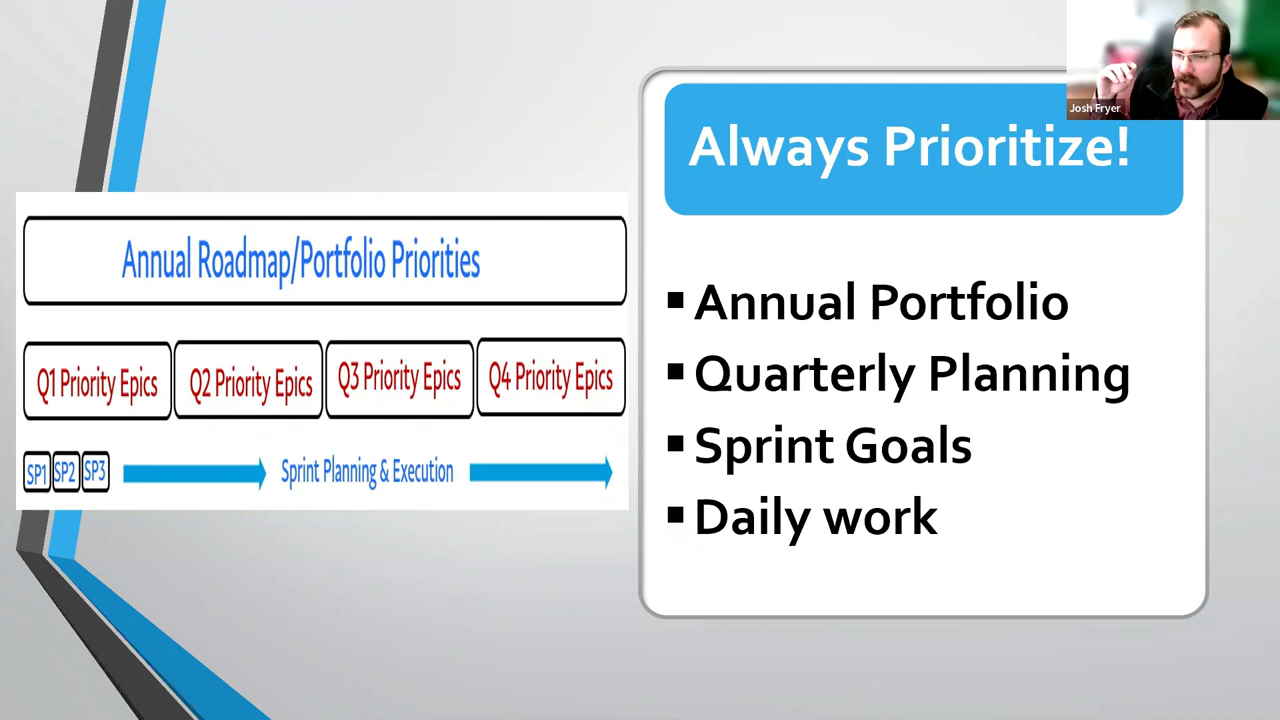 Josh Fryer
Always Prioritize!
Annual Roadmap/Portfolio Priorities
Q1 Priority Epics
Q2 Priority Epics
Q3 Priority Epics
Q4 Priority Epics
SP1
SP2
SP3
Sprint Planning & Execution
▪ Annual Portfolio
▪ Quarterly Planning
▪ Sprint Goals
▪ Daily work